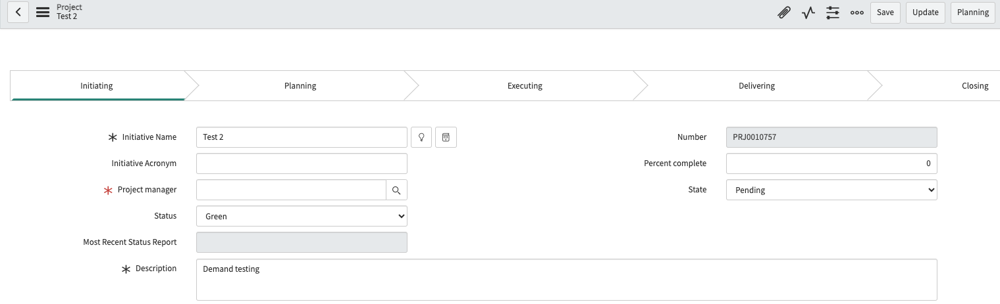 Project
Test 2
Save
Update
Planning
Initiating
Planning
Executing
Delivering
Closing
Initiative Name
Test 2
Number
PRJ0010757
Initiative Acronym
Percent complete
0
Project manager
State
Pending
Status
Green
Most Recent Status Report
Description
Demand testing